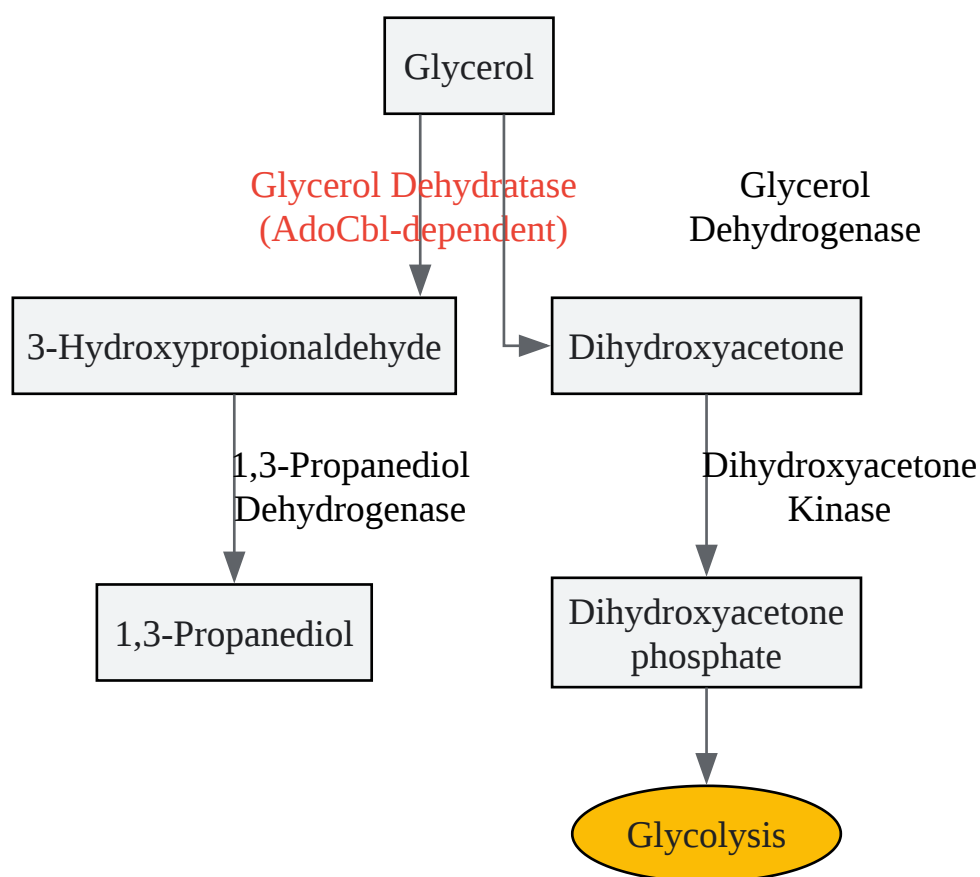 Glycerol
Glycerol Dehydratase
(AdoCbl-dependent)
Glycerol
Dehydrogenase
3-Hydroxypropionaldehyde
Dihydroxyacetone
1,3-Propanediol
Dehydrogenase
Dihydroxyacetone
Kinase
1,3-Propanediol
Dihydroxyacetone
phosphate
Glycolysis